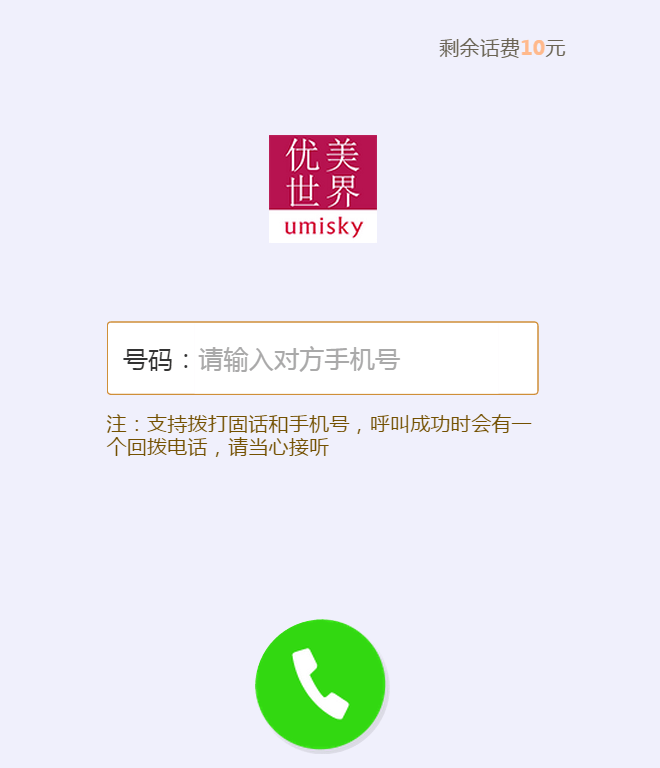 剩余话费10元
优美
世界
umisky
号码：请输入对方手机号
注：支持拨打固话和手机号，呼叫成功时会有一
个回拨电话，请当心接听